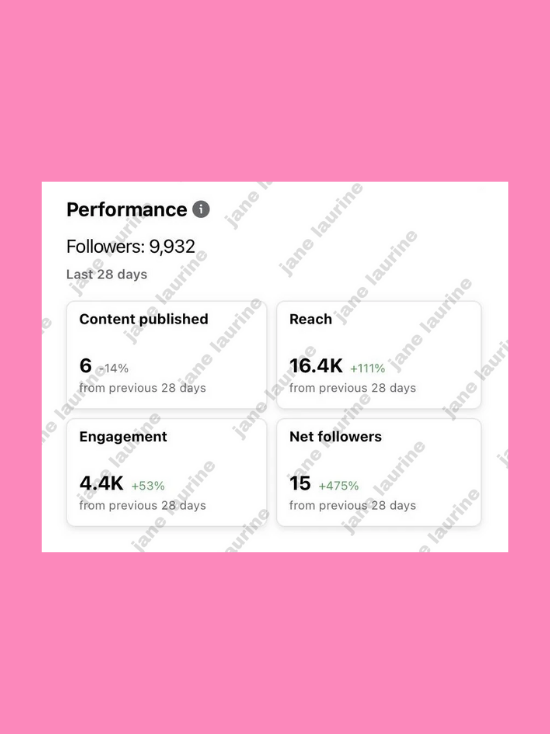 Performance
Followers: 9,932
Last 28 days
Content published
6 -14%
from previous 28 days
Reach
16.4K +111%
from previous 28 days
Engagement
4.4K +53%
from previous 28 days
Net followers
15 +475%
from previous 28 days
jane laurine